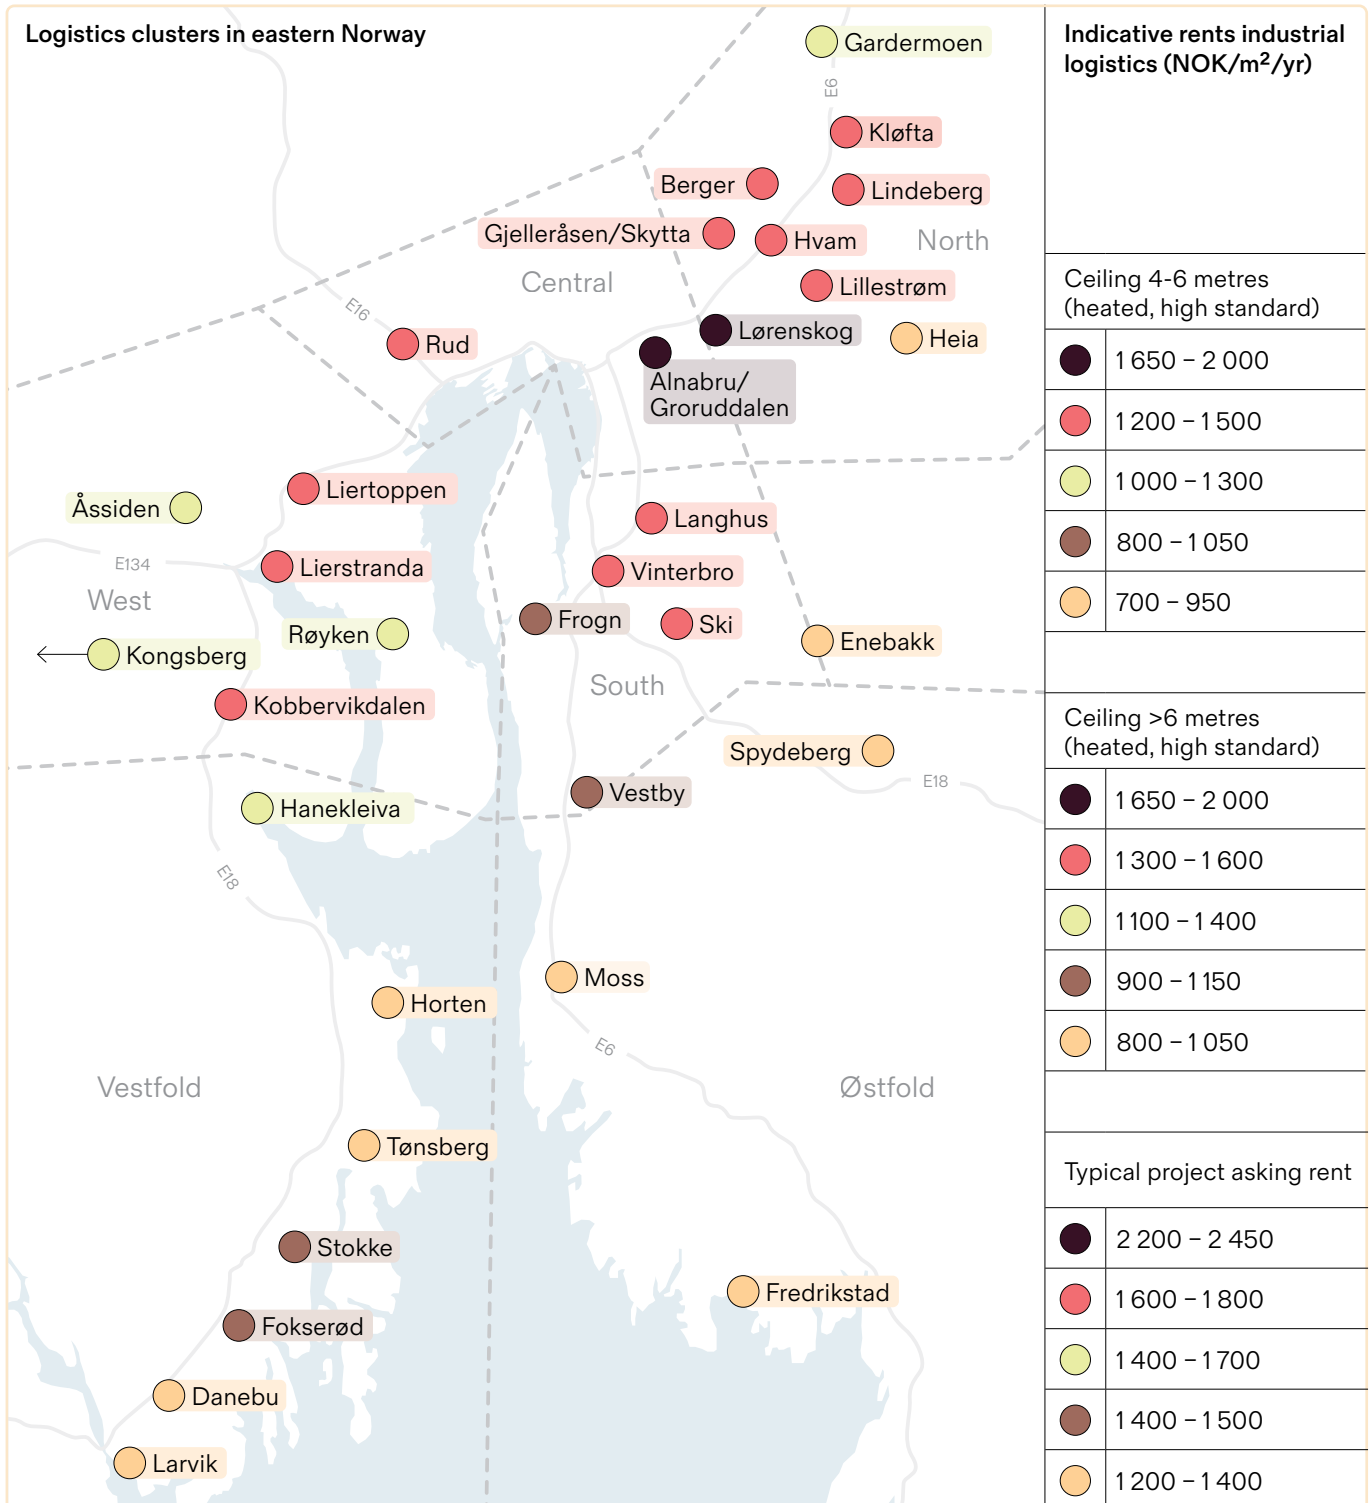 Logistics clusters in eastern Norway
Gardermoen
E6
Kløfta
Berger
Lindeberg
Gjelleråsen/Skytta
Hvam
North
Central
Lillestrøm
E16
Lørenskog
Rud
Heia
Alnabru/
Groruddalen
Liertoppen
Åssiden
Langhus
E134
Lierstranda
Vinterbro
West
Frogn
Ski
Røyken
Enebakk
Kongsberg
South
Kobbervikdalen
Spydeberg
E18
Vestby
Hanekleiva
E18
Moss
Horten
E6
Vestfold
Østfold
Tønsberg
Stokke
Fredrikstad
Fokserød
Danebu
Larvik
Indicative rents industrial
logistics (NOK/m²/yr)
Ceiling 4-6 metres
(heated, high standard)
1 650 – 2 000
1 200 – 1 500
1 000 – 1 300
800 – 1 050
700 – 950
Ceiling >6 metres
(heated, high standard)
1 650 – 2 000
1 300 – 1 600
1 100 – 1 400
900 – 1 150
800 – 1 050
Typical project asking rent
2 200 – 2 450
1 600 – 1 800
1 400 – 1 700
1 400 – 1 500
1 200 – 1 400